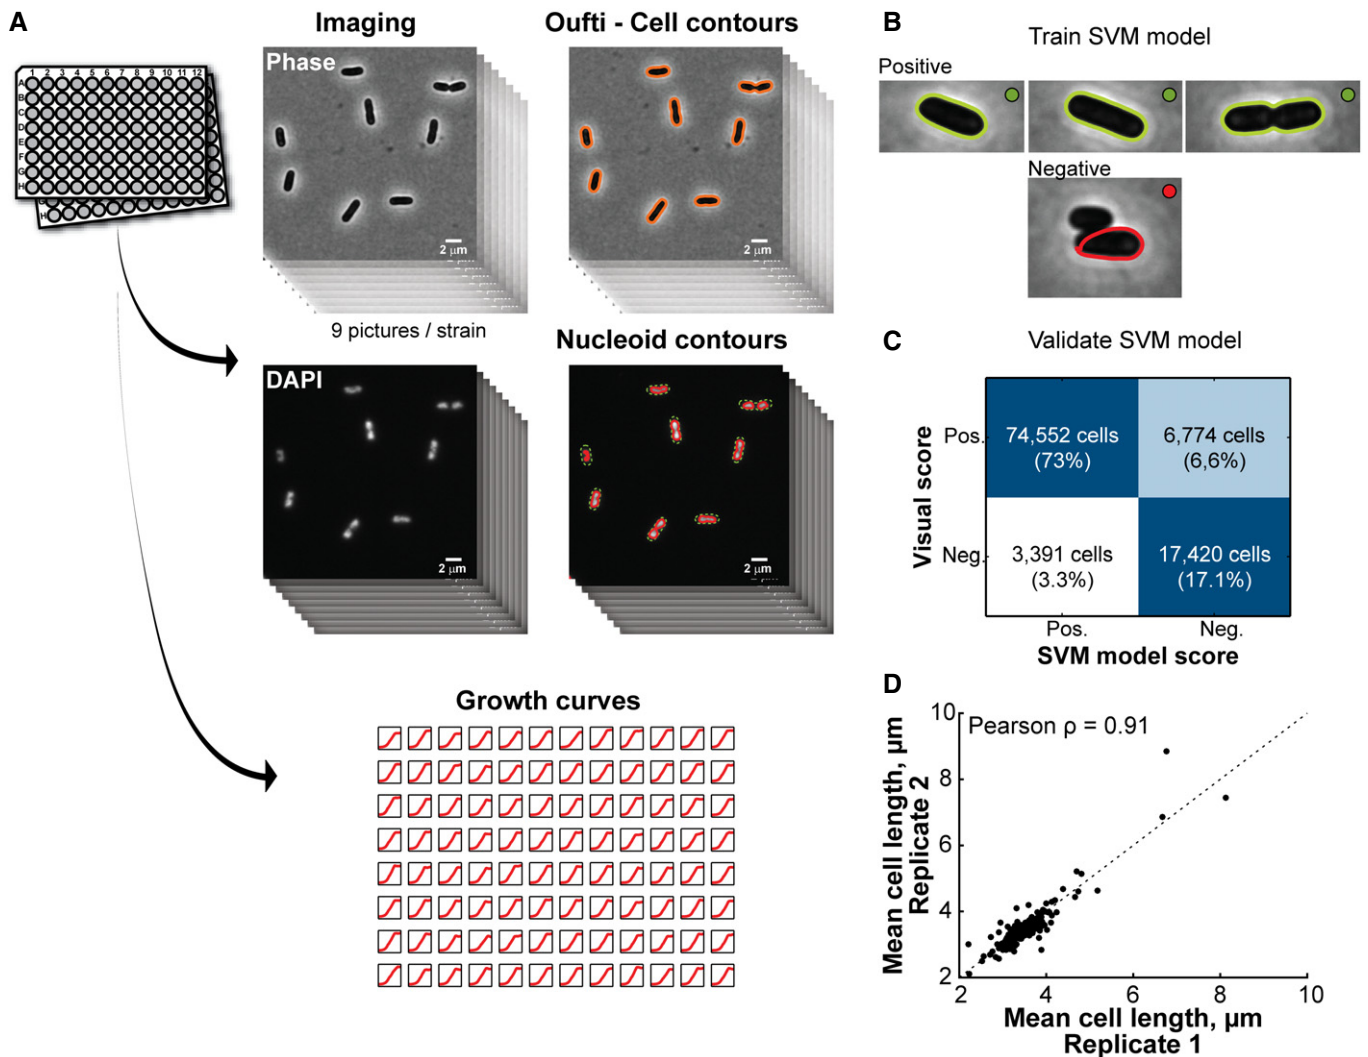 A
Imaging
Oufti - Cell contours
1 2 3 4 5 6 7 8 9 10 11 12
A
B
C
D
E
F
G
H
H
Phase
2 µm
2 µm
9 pictures / strain
Nucleoid contours
DAPI
2 µm
2 µm
Growth curves
B
Train SVM model
Positive
Negative
C
Validate SVM model
Visual score
Pos.
74,552 cells
(73%)
6,774 cells
(6,6%)
Neg.
3,391 cells
(3.3%)
17,420 cells
(17.1%)
Pos.
Neg.
SVM model score
D
Pearson ρ = 0.91
Mean cell length, µm
Replicate 2
10
8
6
4
2
2 4 6 8 10
Mean cell length, µm
Replicate 1